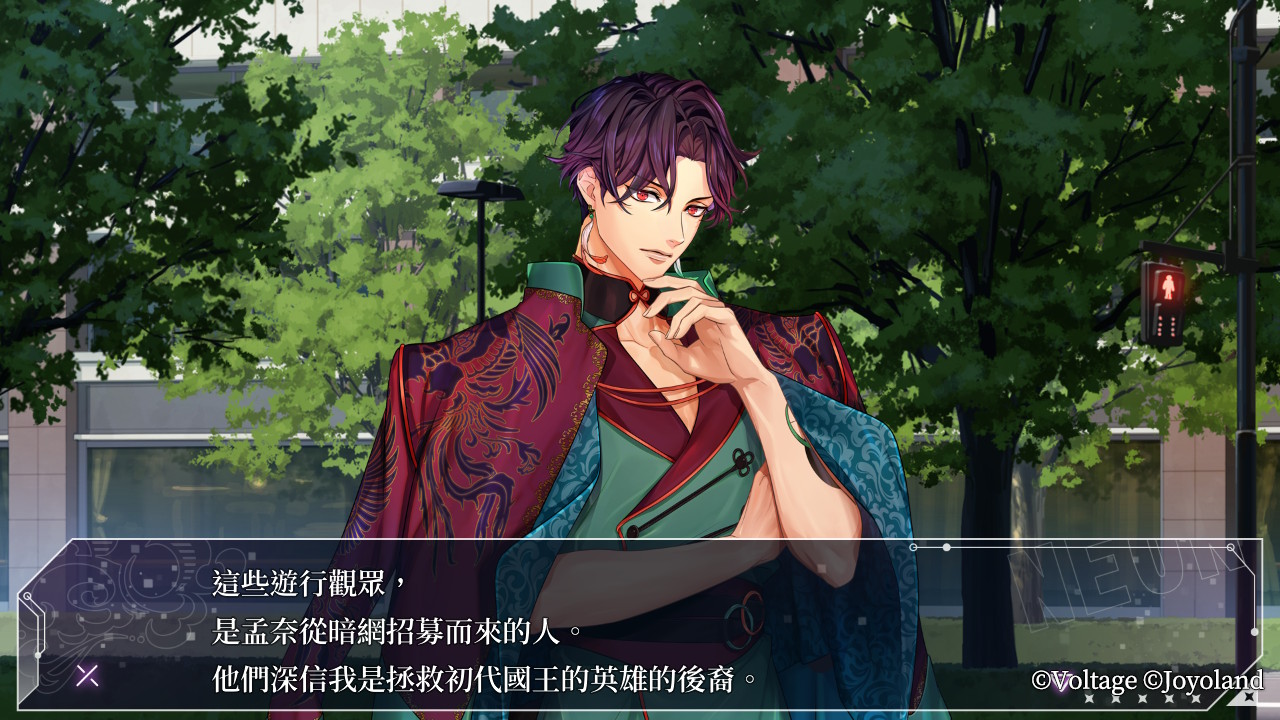 這些遊行觀眾，
是孟奈從暗網招募而來的人。
他們深信我是拯救初代國王的英雄的後裔。
©Voltage ©Joyoland